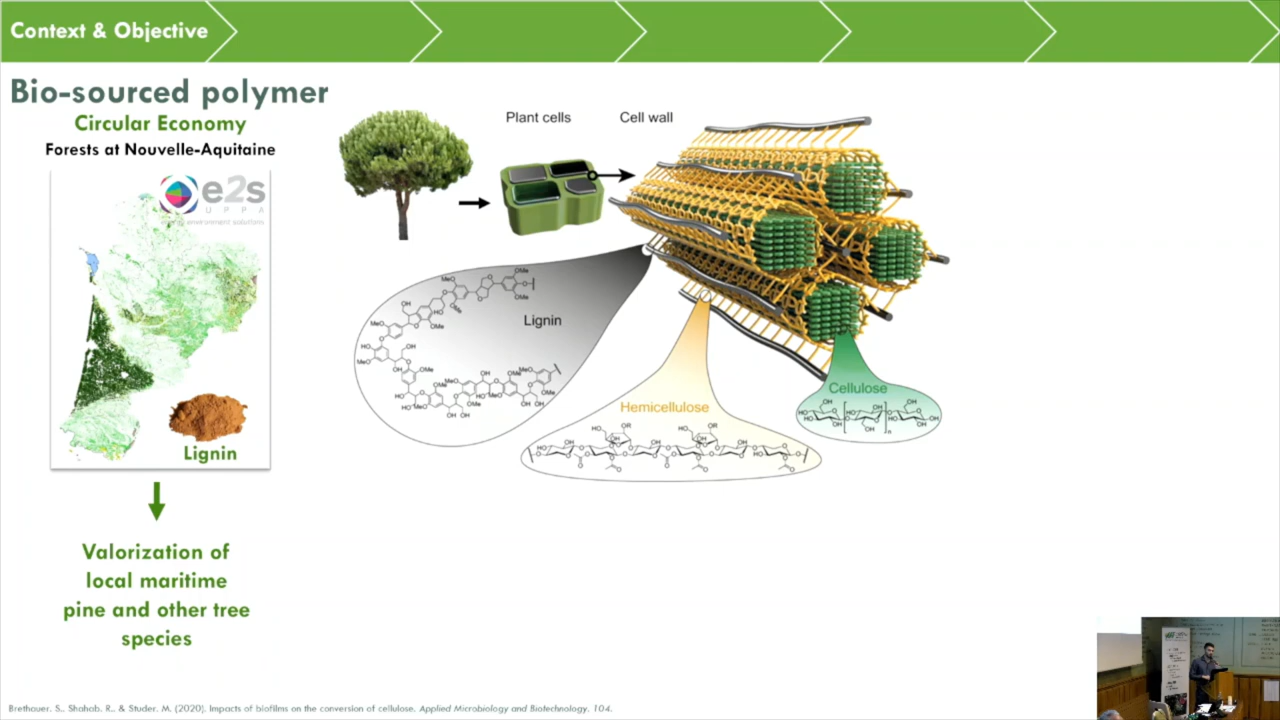 Context & Objective
Bio-sourced polymer
Circular Economy
Forests at Nouvelle-Aquitaine
e2s
UPPA
Lignin
Valorization of
local maritime
pine and other tree
species
Plant cells
Cell wall
Lignin
Hemicellulose
Cellulose
Brethauer, S., Shahab, R., & Studer, M. (2020). Impacts of biofilms on the conversion of cellulose. Applied Microbiology and Biotechnology. 104.